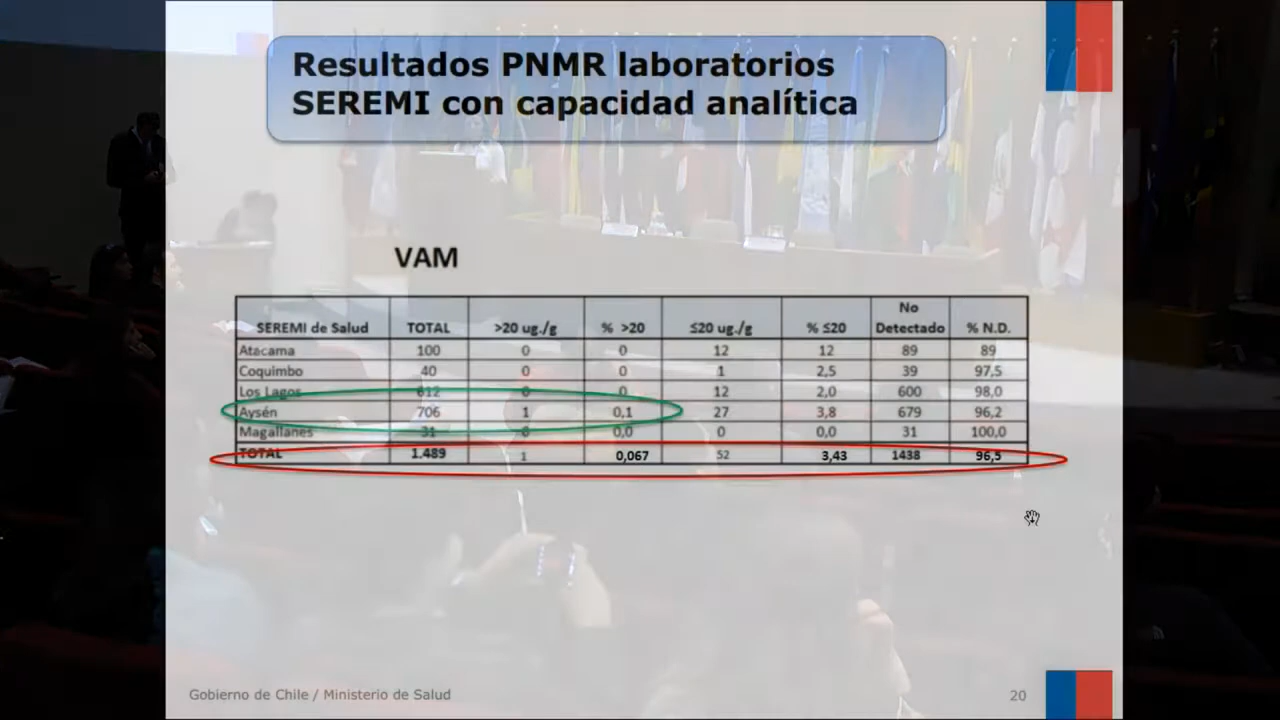 Resultados PNMR laboratorios
SEREMI con capacidad analítica
VAM
SEREMI de Salud TOTAL >20 ug./g % >20 ≤20 ug./g % ≤20 No Detectado % N.D.
Atacama 100 0 0 12 12 89 89
Coquimbo 40 0 0 1 2,5 39 97,5
Los Lagos 612 0 0 12 2,0 600 98,0
Aysén 706 1 0,1 27 3,8 679 96,2
Magallanes 31 0 0,0 0 0,0 31 100,0
TOTAL 1.489 1 0,067 52 3,43 1438 96,5
Gobierno de Chile / Ministerio de Salud 20